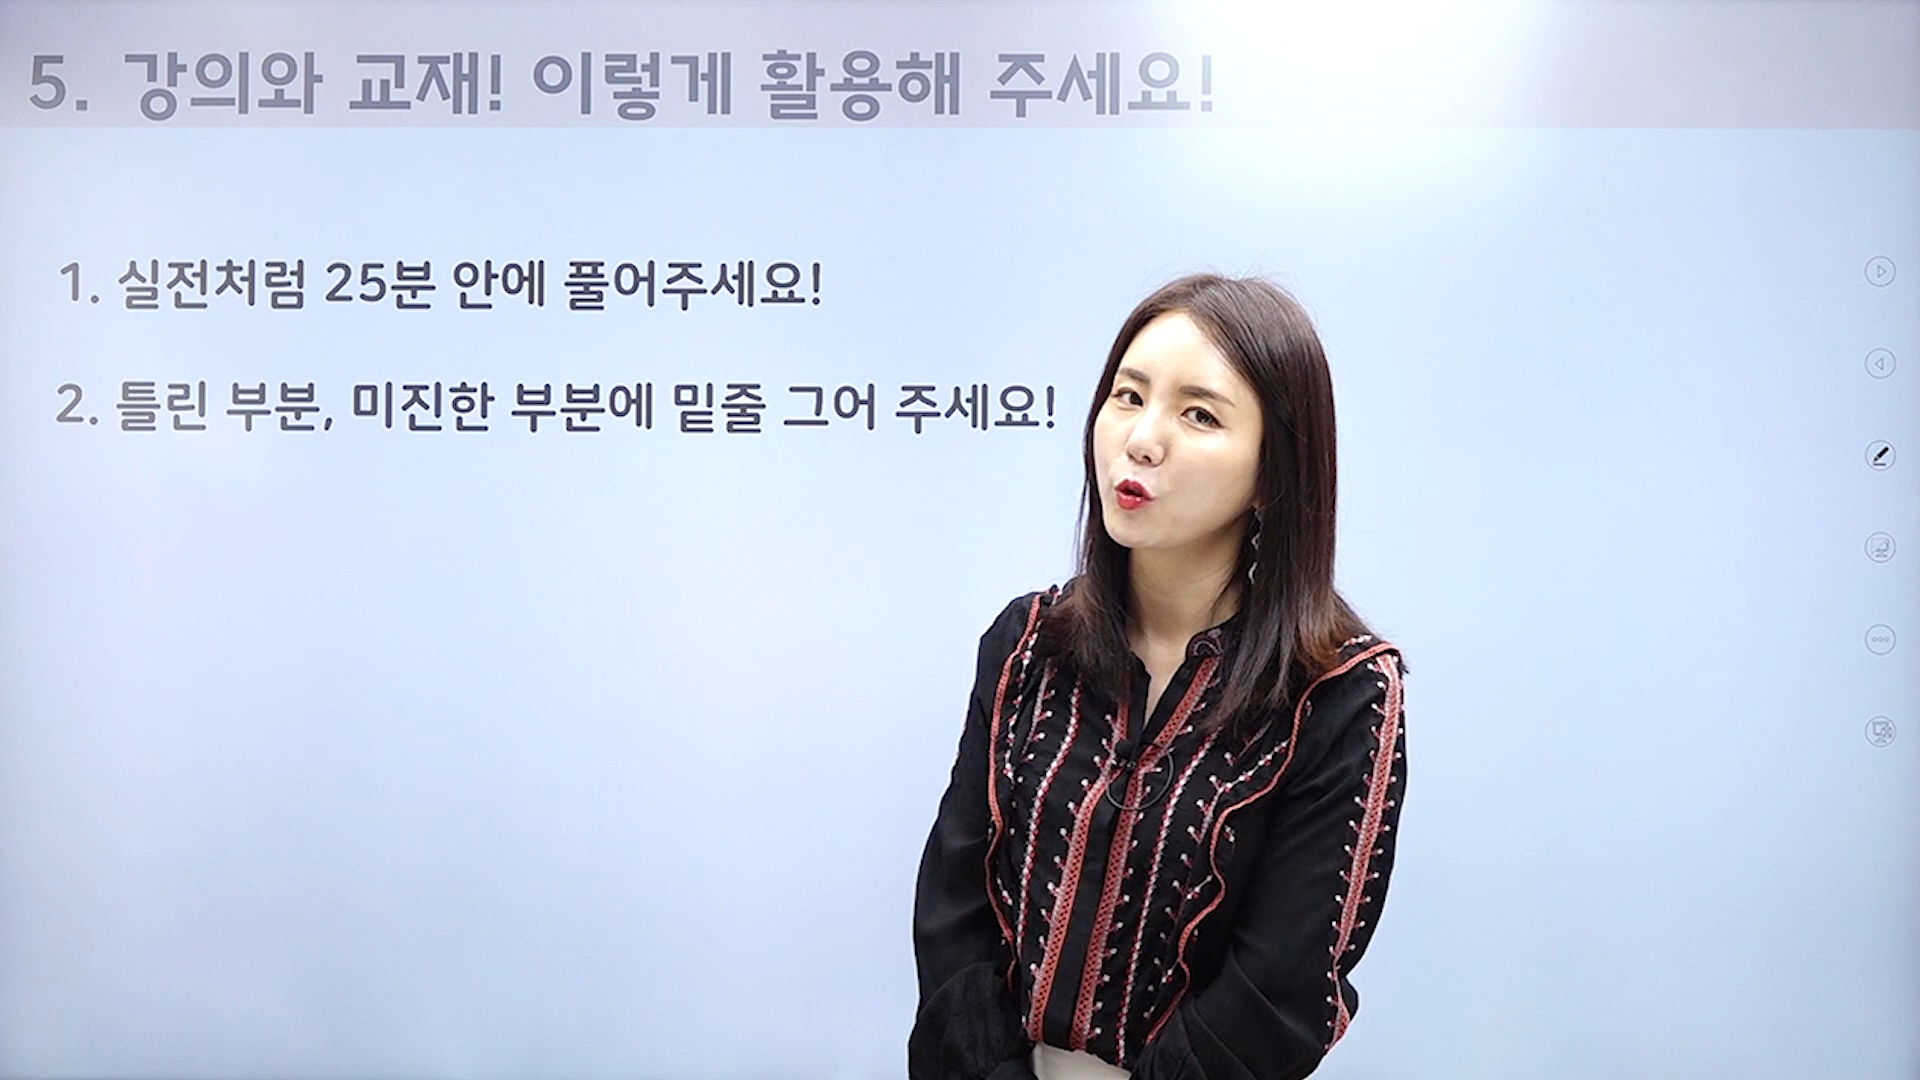 5. 강의와 교재! 이렇게 활용해 주세요!
1. 실전처럼 25분 안에 풀어주세요!
2. 틀린 부분, 미진한 부분에 밑줄 그어 주세요!